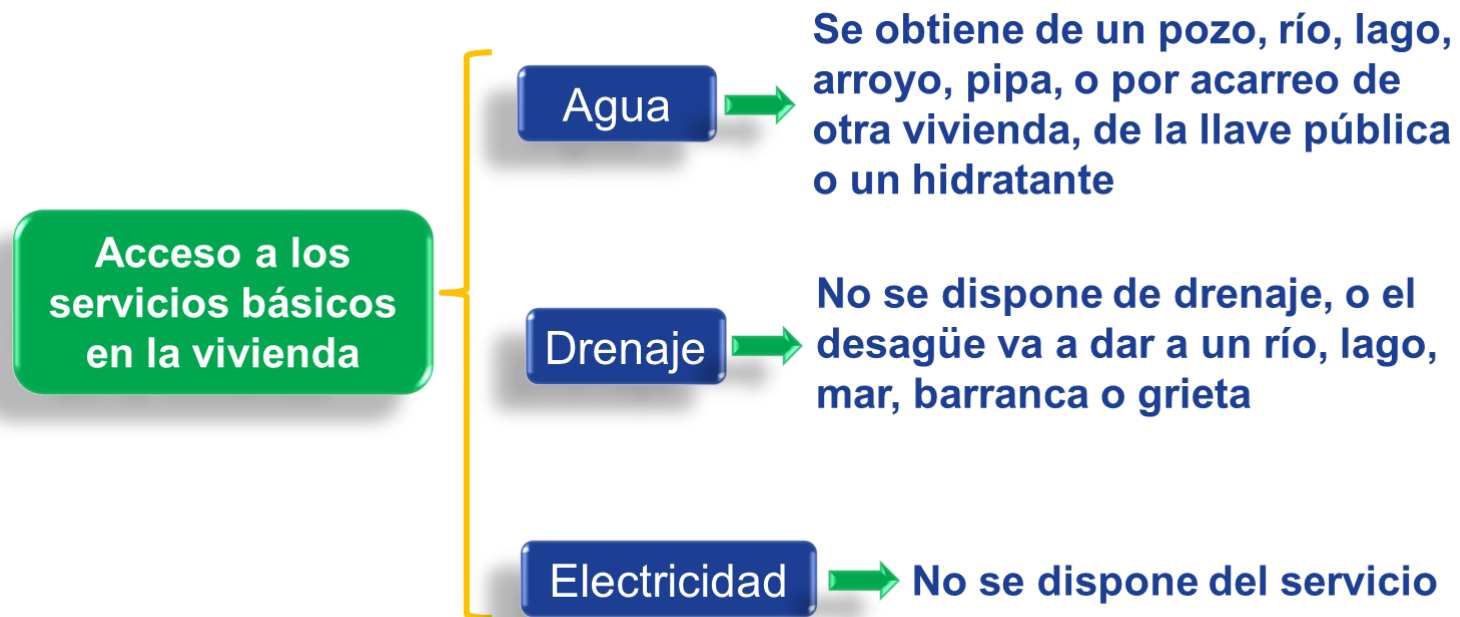 Acceso a los
servicios básicos
en la vivienda
Agua
Se obtiene de un pozo, río, lago,
arroyo, pipa, o por acarreo de
otra vivienda, de la llave pública
o un hidratante
Drenaje
No se dispone de drenaje, o el
desagüe va a dar a un río, lago,
mar, barranca o grieta
Electricidad
No se dispone del servicio